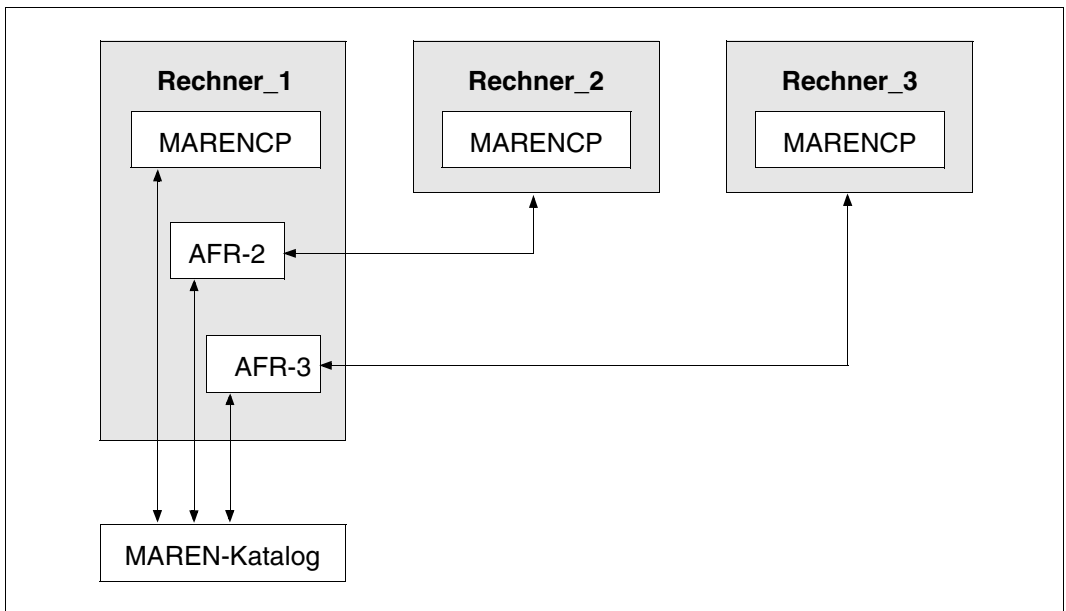 Rechner_1
Rechner_2
Rechner_3
MARENCP
MARENCP
MARENCP
AFR-2
AFR-3
MAREN-Katalog